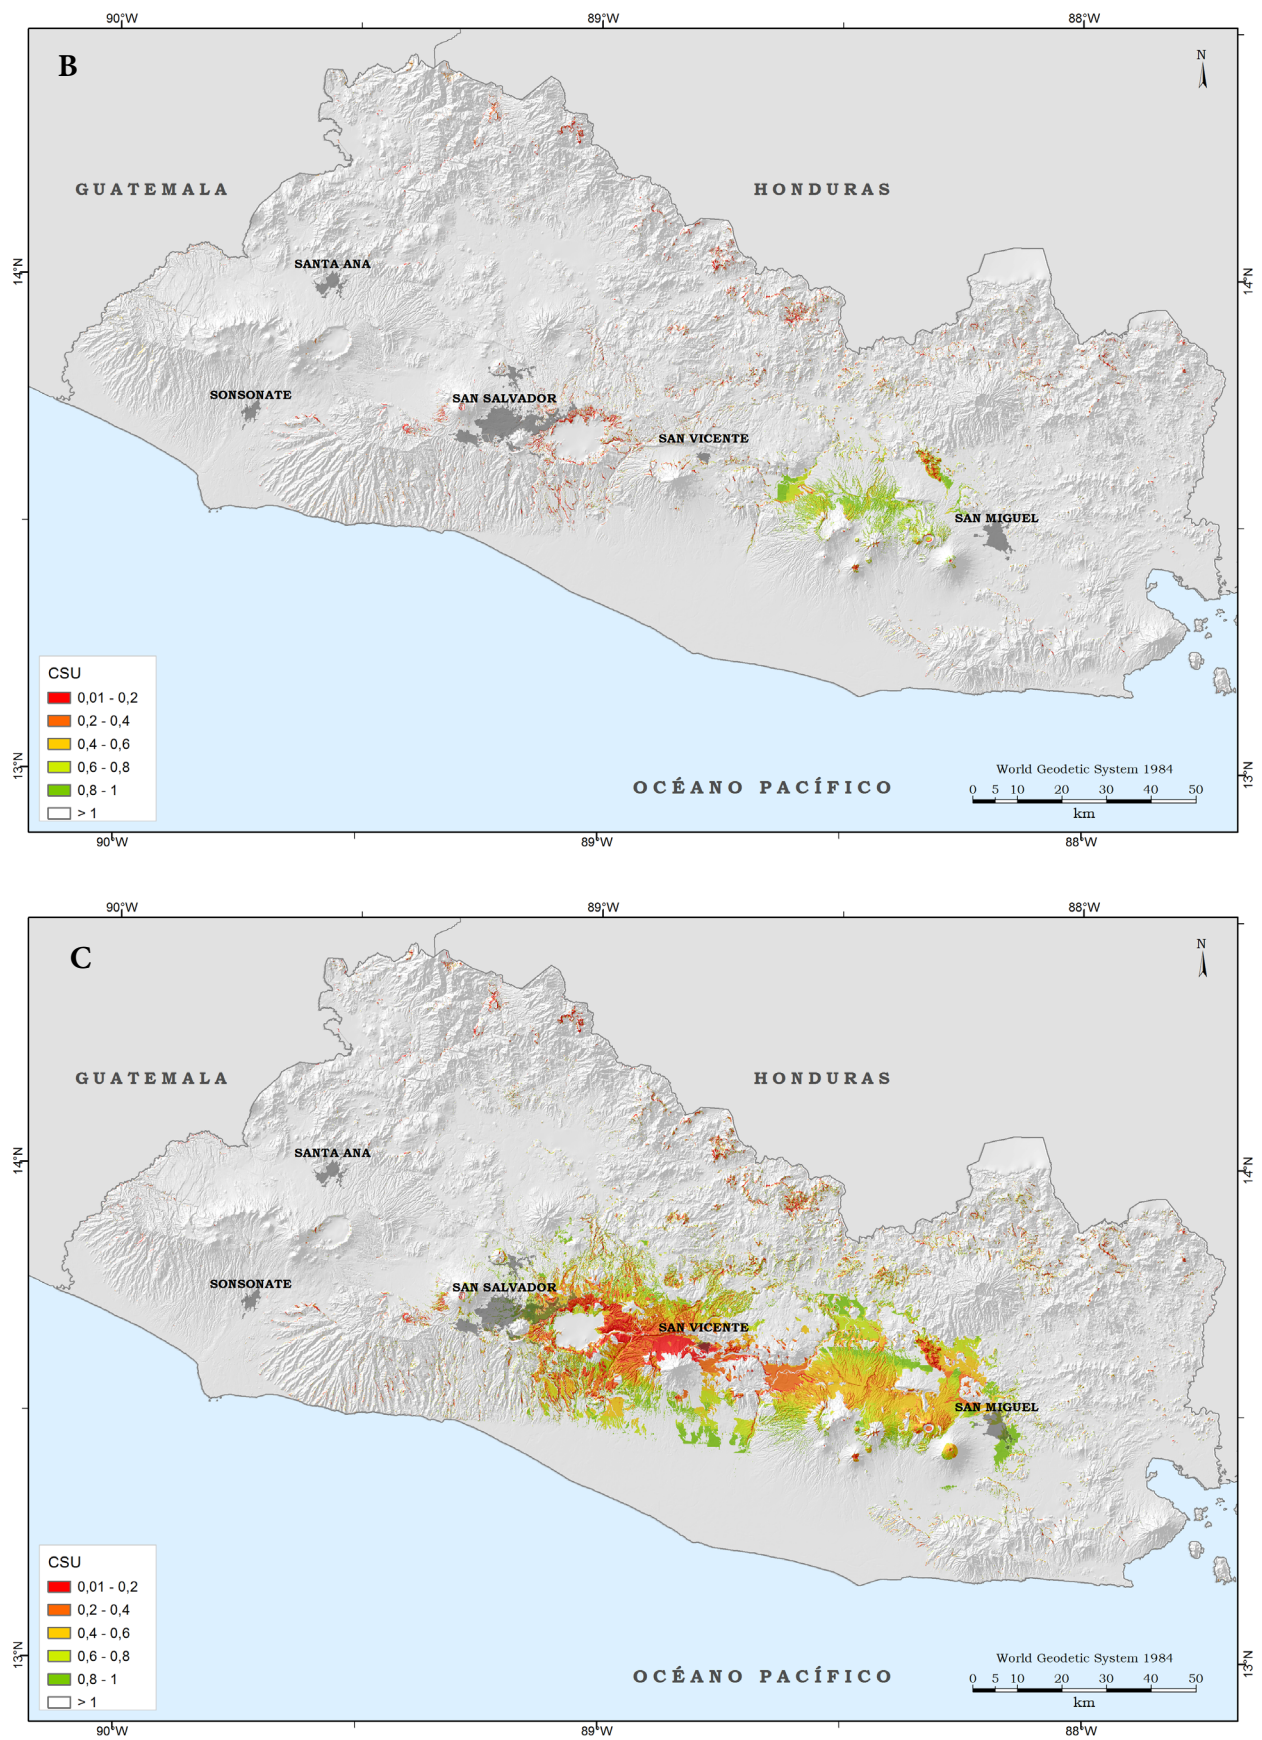 90°W 89°W 88°W
B
N
GUATEMALA HONDURAS
SANTA ANA
14°N 14°N
SONSONATE SAN SALVADOR
SAN VICENTE
SAN MIGUEL
CSU
0,01 - 0,2
0,2 - 0,4
0,4 - 0,6
0,6 - 0,8
0,8 - 1
> 1
13°N 13°N
OCÉANO PACÍFICO
World Geodetic System 1984
0 5 10 20 30 40 50
km
90°W 89°W 88°W
90°W 89°W 88°W
C
N
GUATEMALA HONDURAS
SANTA ANA
14°N 14°N
SONSONATE SAN SALVADOR
SAN VICENTE
SAN MIGUEL
CSU
0,01 - 0,2
0,2 - 0,4
0,4 - 0,6
0,6 - 0,8
0,8 - 1
> 1
13°N 13°N
OCÉANO PACÍFICO
World Geodetic System 1984
0 5 10 20 30 40 50
km
90°W 89°W 88°W